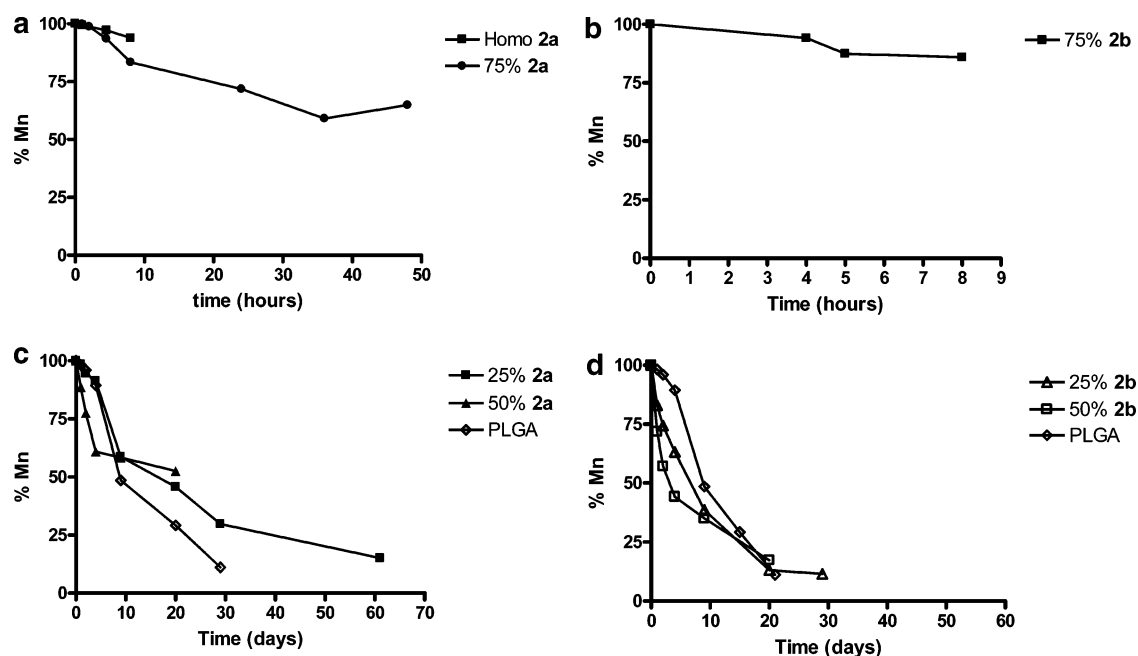 a
100
75
50
25
0
% Mn
0 10 20 30 40 50
time (hours)
Homo 2a
75% 2a
b
100
75
50
25
0
% Mn
0 1 2 3 4 5 6 7 8 9
Time (hours)
75% 2b
c
100
75
50
25
0
% Mn
0 10 20 30 40 50 60 70
Time (days)
25% 2a
50% 2a
PLGA
d
100
75
50
25
0
% Mn
0 10 20 30 40 50 60
Time (days)
25% 2b
50% 2b
PLGA